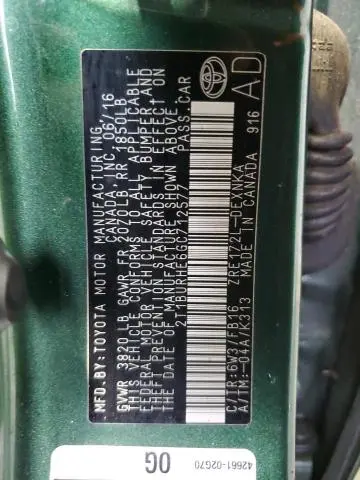 MFD. BY: TOYOTA MOTOR MANUFACTURING
CANADA, INC. 06/16
GVWR 3820 LB GAWR FR 2070LB RR 1850LB
THIS VEHICLE CONFORMS TO ALL APPLICABLE
FEDERAL MOTOR VEHICLE SAFETY, BUMPER, AND
THEFT PREVENTION STANDARDS IN EFFECT ON
THE DATE OF MANUFACTURE SHOWN ABOVE.
2T1BURHE6GC712577 PASS. CAR
C/TR: 6W3/FB16 ZRE172L-DEXNKA
A/TM: -04A/K313 MADE IN CANADA 916
AD
42661-02G70
0G